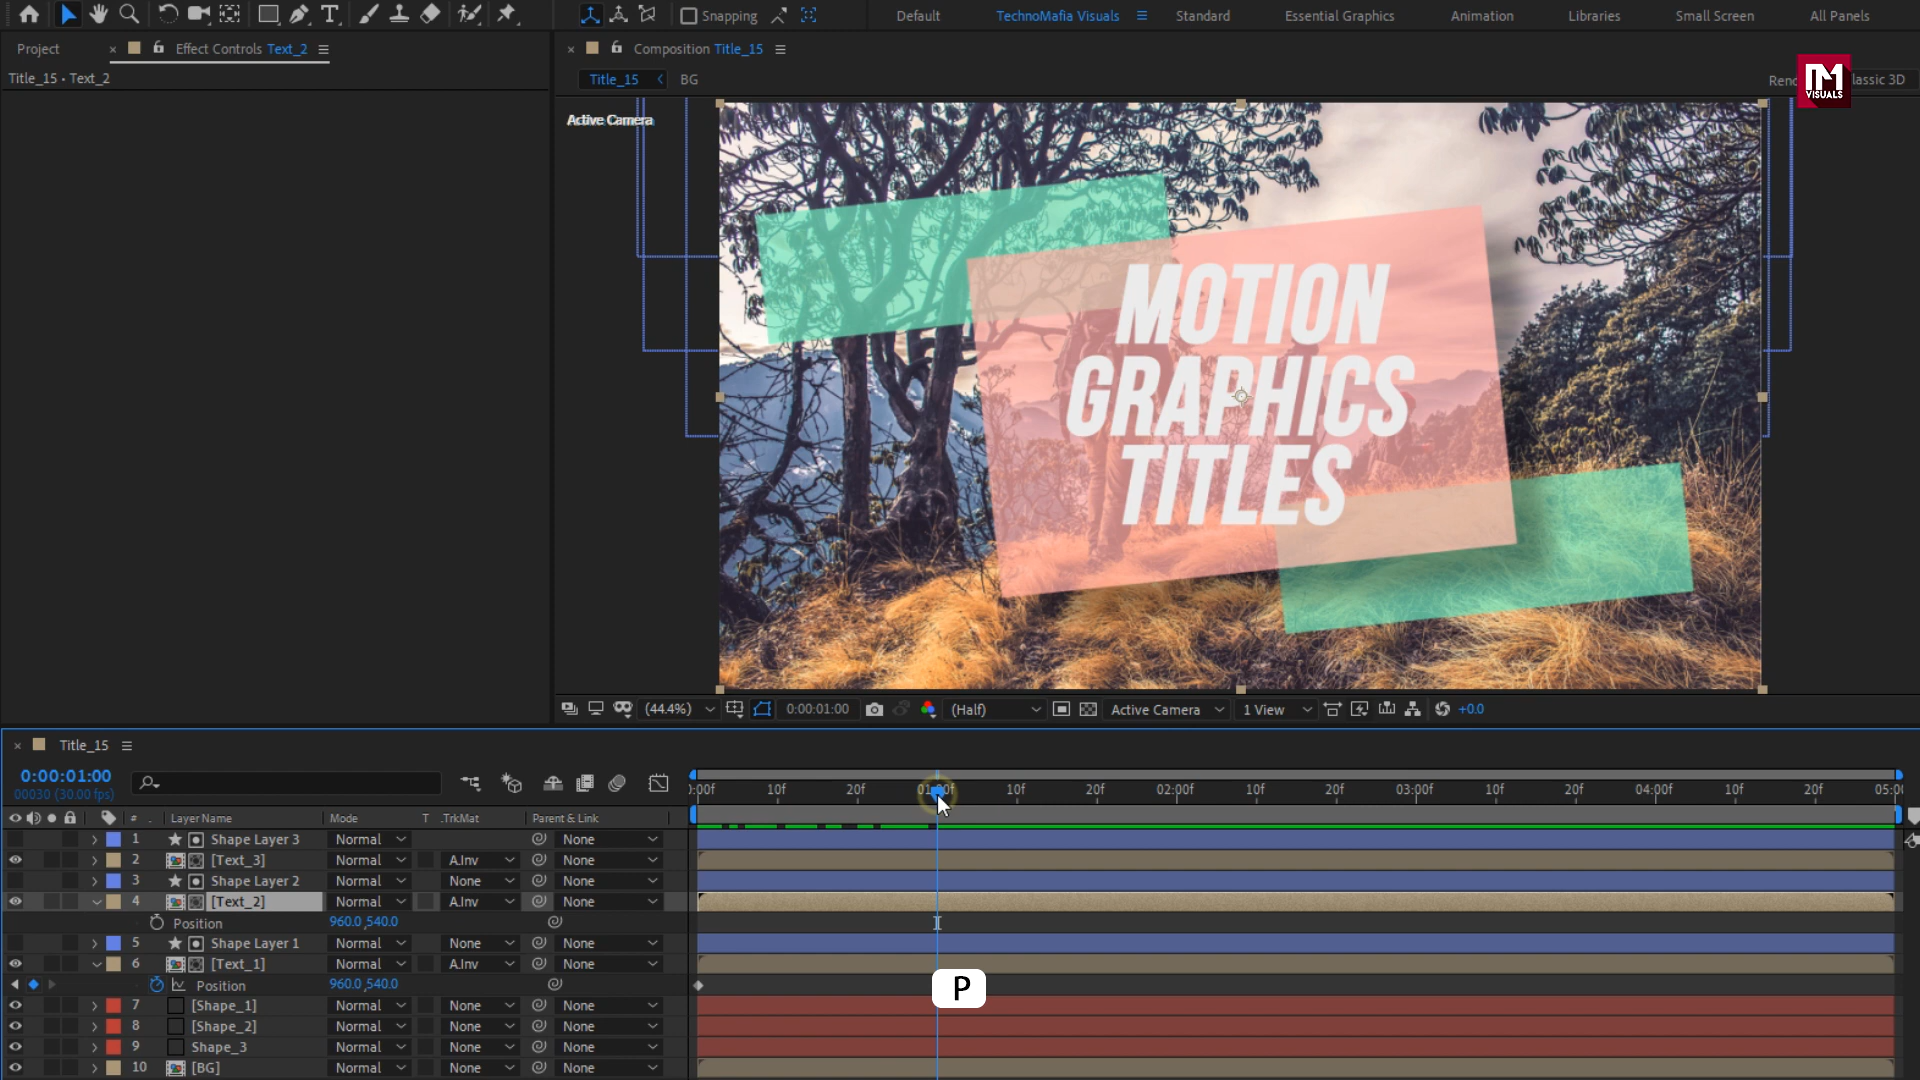 Snapping
Default
TechnoMafia Visuals
Standard
Essential Graphics
Animation
Libraries
Small Screen
All Panels
Project
Effect Controls Text_2
Composition Title_15
Title_15 • Text_2
Title_15
BG
lassic 3D
VISUALS
Active Camera
MOTION
GRAPHICS
TITLES
(44.4%)
0:00:01:00
(Half)
Active Camera
1 View
+0.0
Title_15
0:00:01:00
00030 (30.00 fps)
:00f 10f 20f 01:00f 10f 20f 02:00f 10f 20f 03:00f 10f 20f 04:00f 10f 20f 05:00
# Layer Name Mode T .TrkMat Parent & Link
1 Shape Layer 3 Normal None
2 [Text_3] Normal A.Inv None
3 Shape Layer 2 Normal None None
4 [Text_2] Normal A.Inv None
Position 960.0,540.0
5 Shape Layer 1 Normal None None
6 [Text_1] Normal A.Inv None
Position 960.0,540.0
P
7 [Shape_1] Normal None None
8 [Shape_2] Normal None None
9 Shape_3 Normal None None
10 [BG] Normal None None